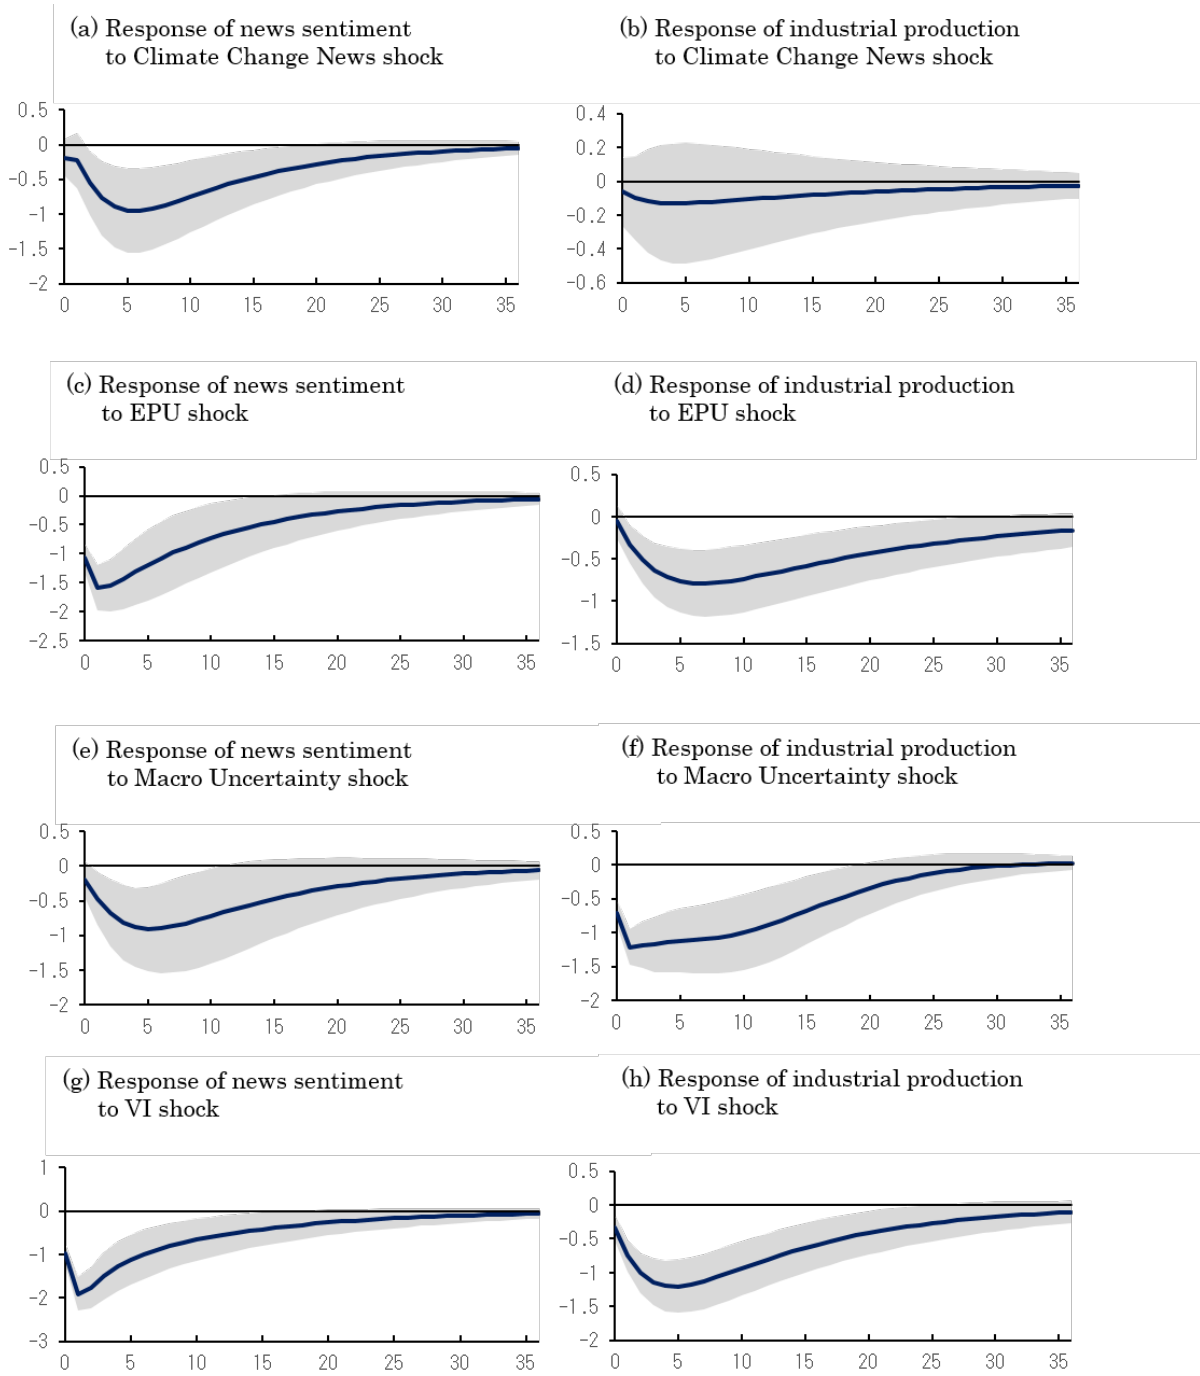 (a) Response of news sentiment
to Climate Change News shock
0.5
0
-0.5
-1
-1.5
-2
0 5 10 15 20 25 30 35
(b) Response of industrial production
to Climate Change News shock
0.4
0.2
0
-0.2
-0.4
-0.6
0 5 10 15 20 25 30 35
(c) Response of news sentiment
to EPU shock
0.5
0
-0.5
-1
-1.5
-2
-2.5
0 5 10 15 20 25 30 35
(d) Response of industrial production
to EPU shock
0.5
0
-0.5
-1
-1.5
0 5 10 15 20 25 30 35
(e) Response of news sentiment
to Macro Uncertainty shock
0.5
0
-0.5
-1
-1.5
-2
0 5 10 15 20 25 30 35
(f) Response of industrial production
to Macro Uncertainty shock
0.5
0
-0.5
-1
-1.5
-2
0 5 10 15 20 25 30 35
(g) Response of news sentiment
to VI shock
1
0
-1
-2
-3
0 5 10 15 20 25 30 35
(h) Response of industrial production
to VI shock
0.5
0
-0.5
-1
-1.5
-2
0 5 10 15 20 25 30 35